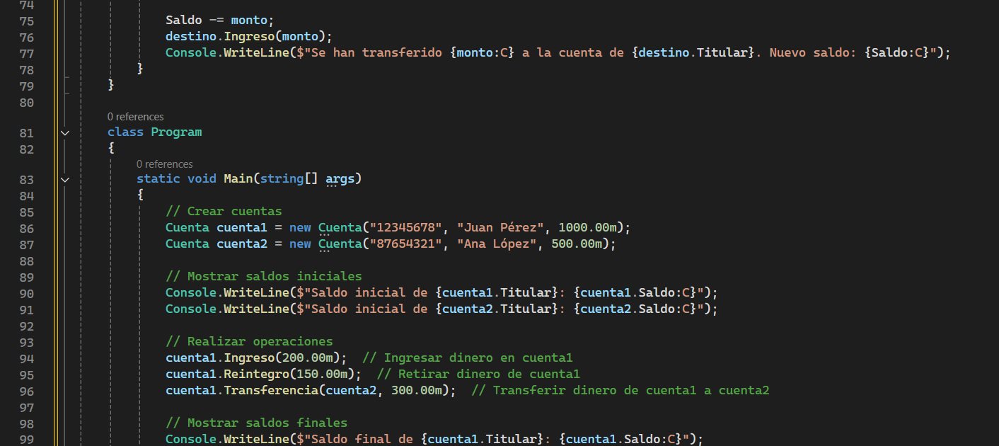 74
75 Saldo -= monto;
76 destino.Ingreso(monto);
77 Console.WriteLine($"Se han transferido {monto:C} a la cuenta de {destino.Titular}. Nuevo saldo: {Saldo:C}");
78 }
79 }
80
0 references
81 class Program
82 {
0 references
83 static void Main(string[] args)
84 {
85 // Crear cuentas
86 Cuenta cuenta1 = new Cuenta("12345678", "Juan Pérez", 1000.00m);
87 Cuenta cuenta2 = new Cuenta("87654321", "Ana López", 500.00m);
88
89 // Mostrar saldos iniciales
90 Console.WriteLine($"Saldo inicial de {cuenta1.Titular}: {cuenta1.Saldo:C}");
91 Console.WriteLine($"Saldo inicial de {cuenta2.Titular}: {cuenta2.Saldo:C}");
92
93 // Realizar operaciones
94 cuenta1.Ingreso(200.00m); // Ingresar dinero en cuenta1
95 cuenta1.Reintegro(150.00m); // Retirar dinero de cuenta1
96 cuenta1.Transferencia(cuenta2, 300.00m); // Transferir dinero de cuenta1 a cuenta2
97
98 // Mostrar saldos finales
99 Console.WriteLine($"Saldo final de {cuenta1.Titular}: {cuenta1.Saldo:C}");